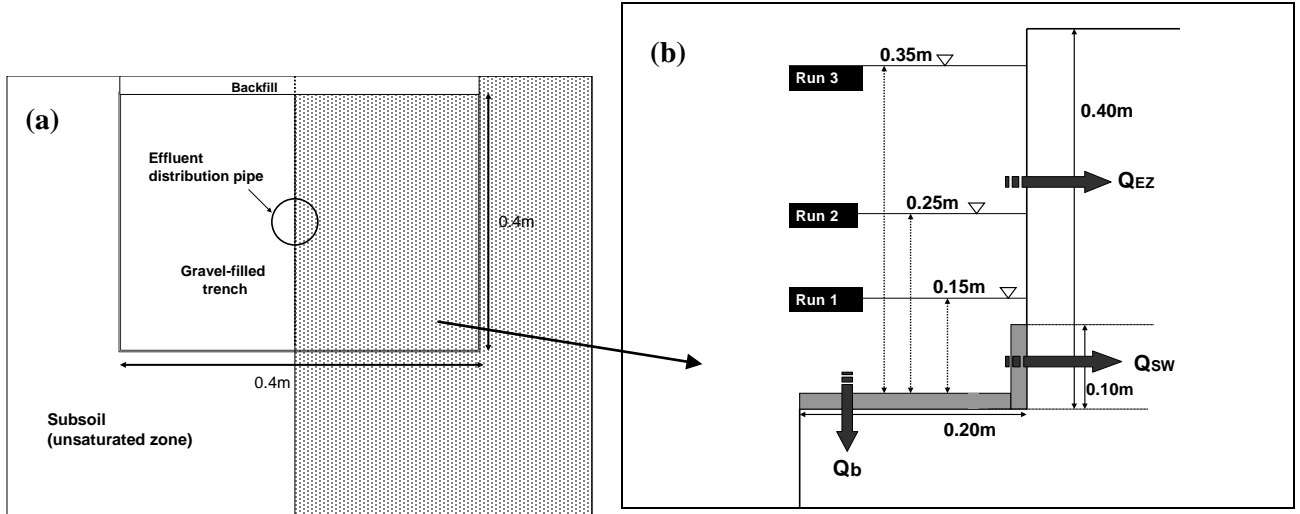 (a)
Backfill
Effluent
distribution pipe
0.4m
Gravel-filled
trench
0.4m
Subsoil
(unsaturated zone)
(b)
0.35m
Run 3
0.40m
QEZ
0.25m
Run 2
0.15m
Run 1
QSW
0.10m
0.20m
Qb